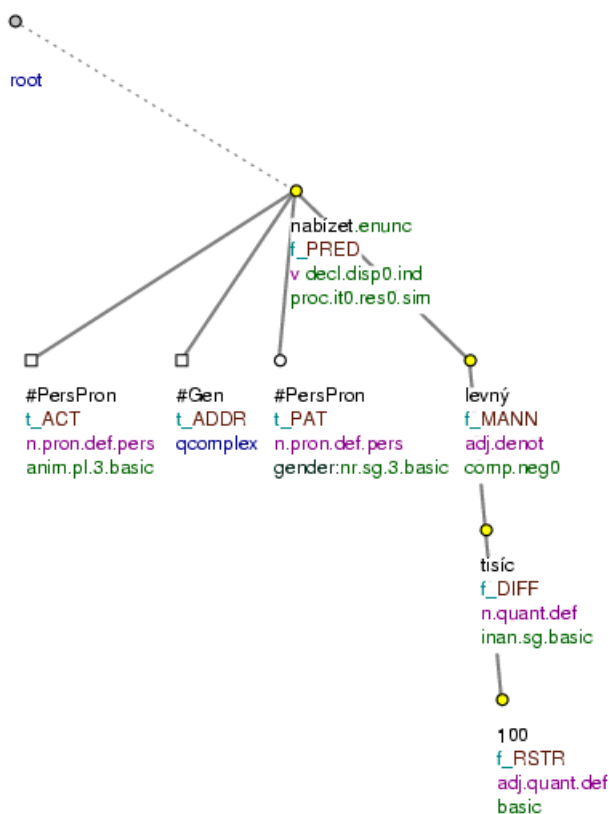 root
nabízet.enunc
f_PRED
v decl.disp0.ind
proc.it0.res0.sim
#PersPron
t_ACT
n.pron.def.pers
anim.pl.3.basic
#Gen
t_ADDR
qcomplex
#PersPron
t_PAT
n.pron.def.pers
gender:nr.sg.3.basic
levný
f_MANN
adj.denot
comp.neg0
tisíc
f_DIFF
n.quant.def
inan.sg.basic
100
f_RSTR
adj.quant.def
basic